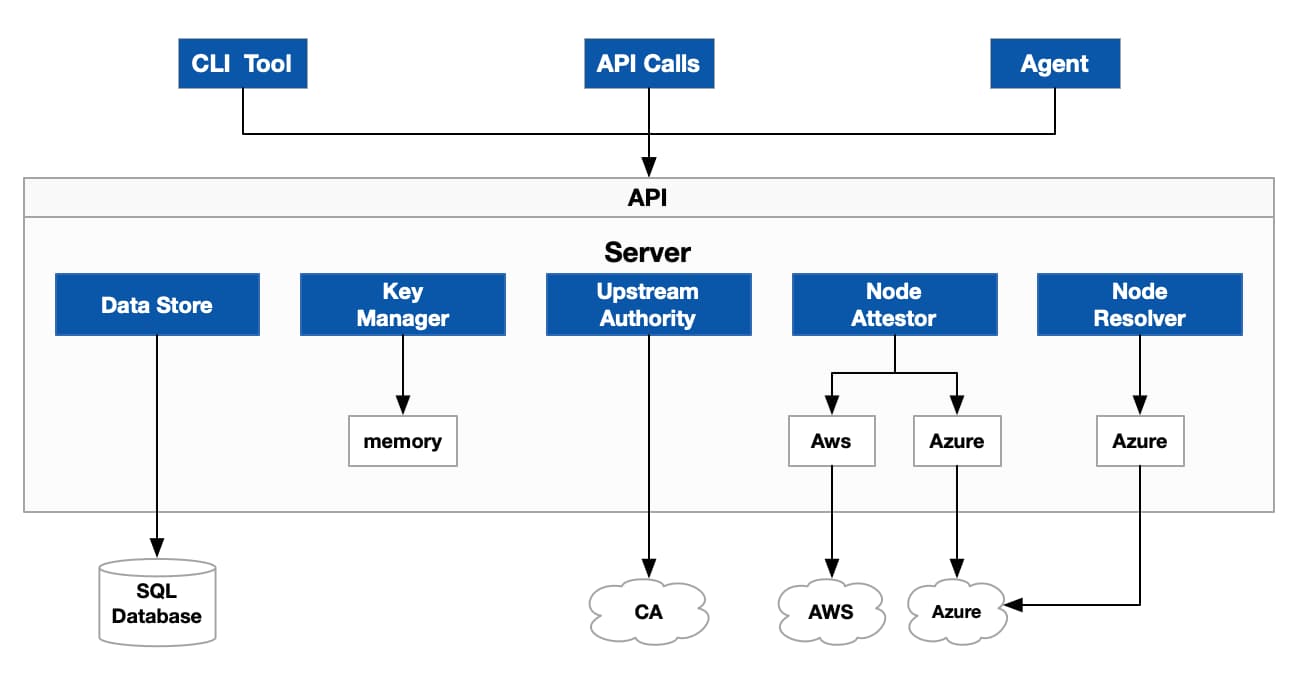 CLI Tool
API Calls
Agent
API
Server
Data Store
Key
Manager
Upstream
Authority
Node
Attestor
Node
Resolver
memory
Aws
Azure
Azure
SQL
Database
CA
AWS
Azure